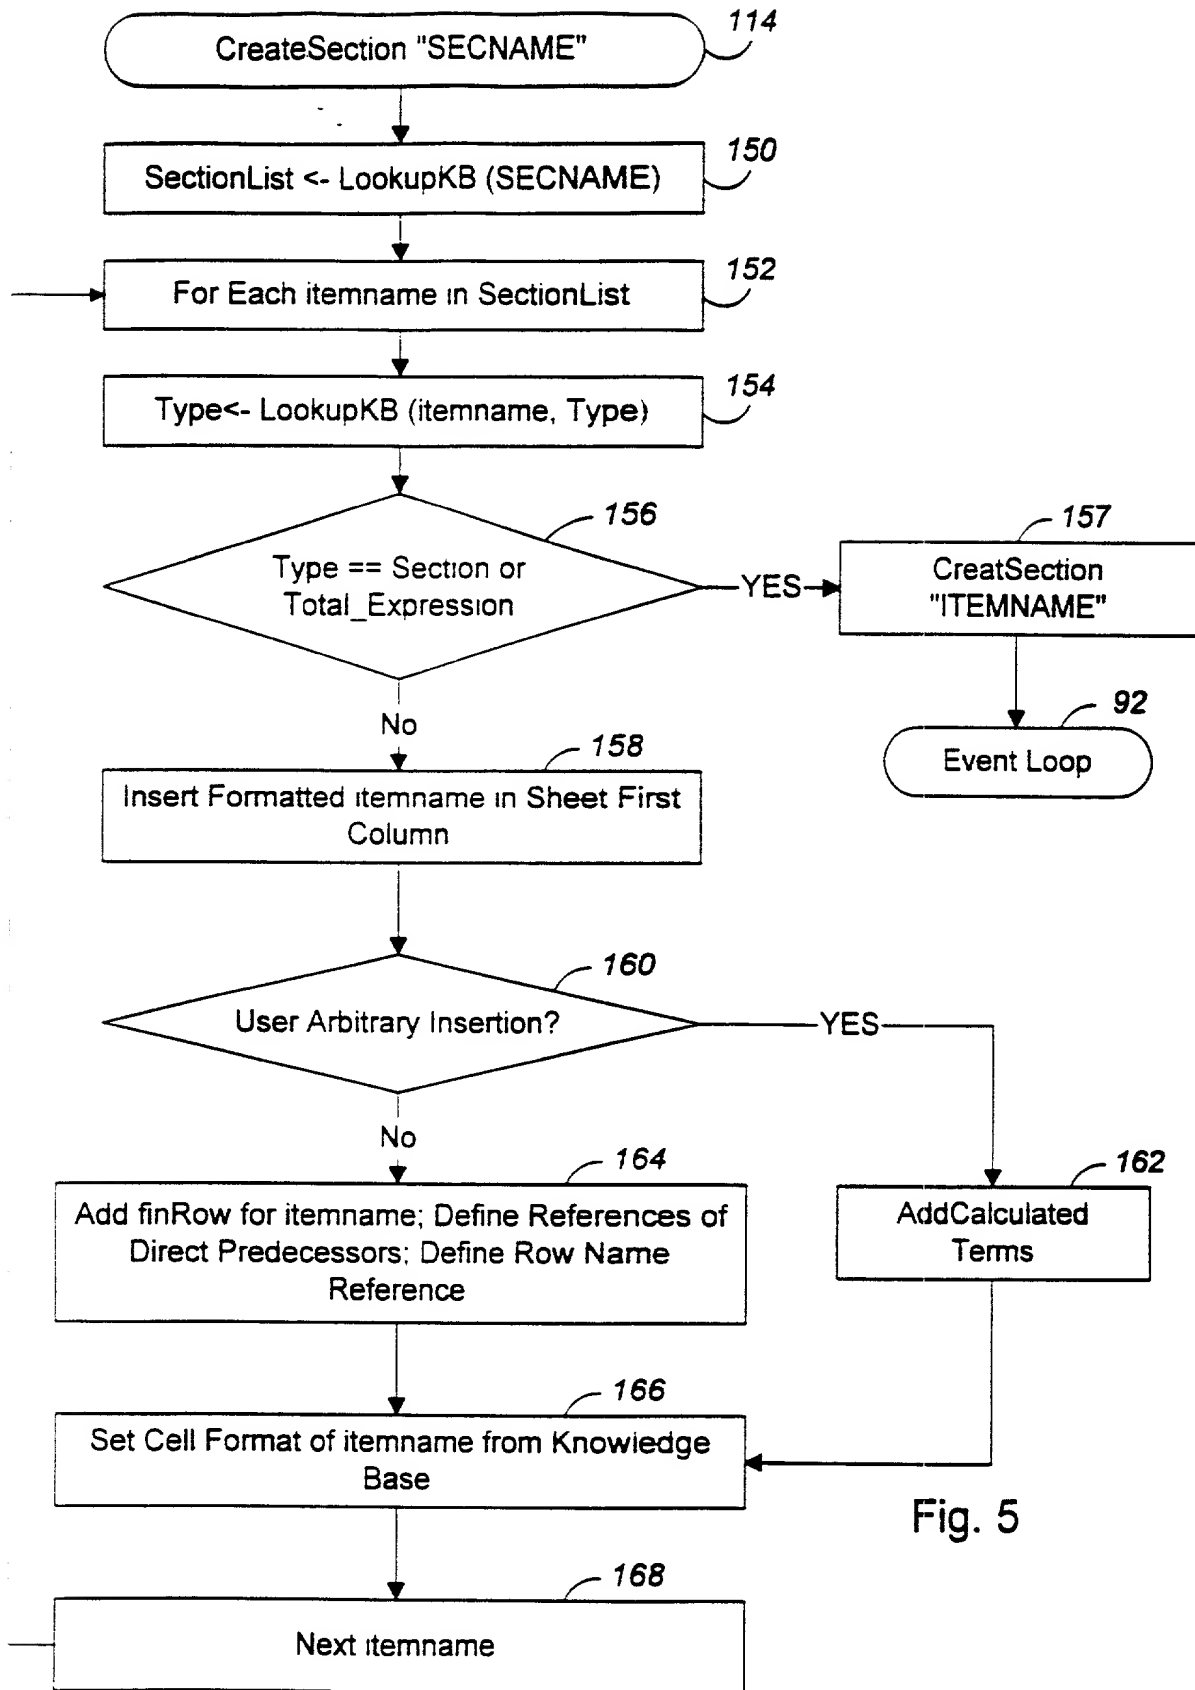 CreateSection "SECNAME"
114
SectionList <- LookupKB (SECNAME)
150
For Each itemname in SectionList
152
Type<- LookupKB (itemname, Type)
154
Type == Section or
Total_Expression
156
YES
157
CreatSection
"ITEMNAME"
92
Event Loop
No
158
Insert Formatted itemname in Sheet First
Column
160
User Arbitrary Insertion?
YES
No
164
Add finRow for itemname; Define References of
Direct Predecessors; Define Row Name
Reference
162
AddCalculated
Terms
166
Set Cell Format of itemname from Knowledge
Base
Fig. 5
168
Next itemname